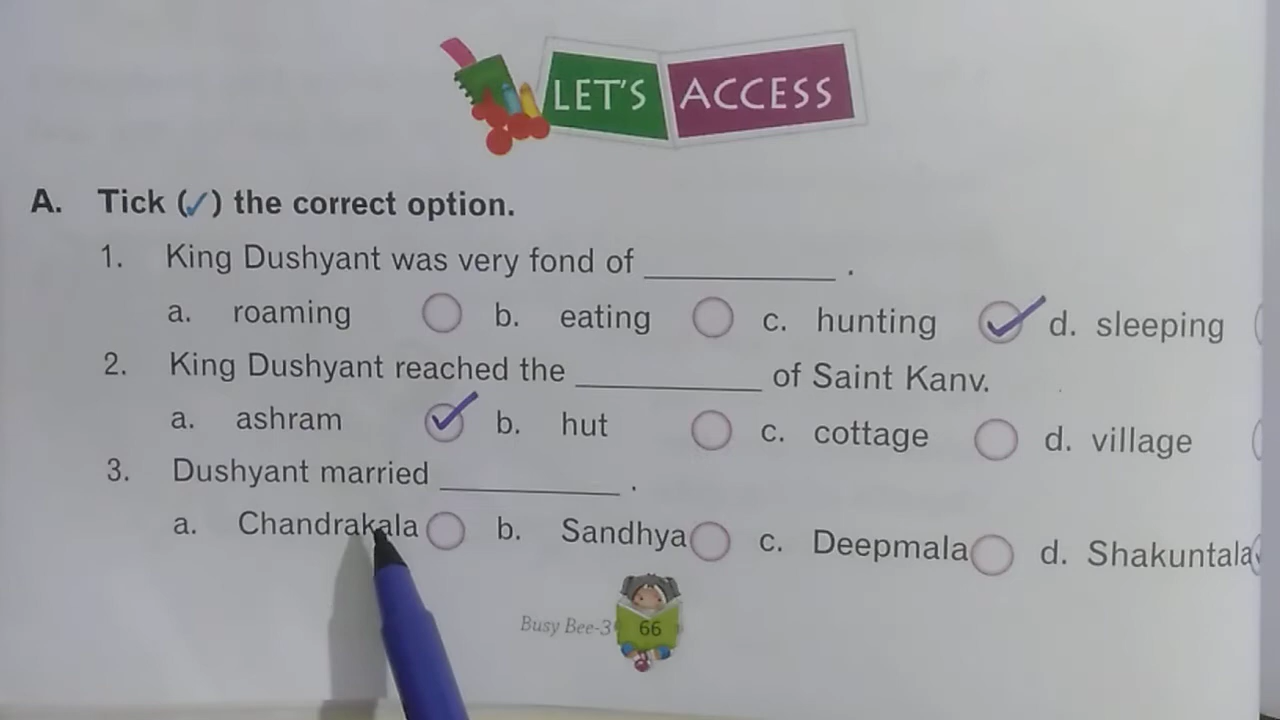 LET'S ACCESS
A. Tick (✓) the correct option.
1. King Dushyant was very fond of __________ .
a. roaming b. eating c. hunting d. sleeping
2. King Dushyant reached the __________ of Saint Kanv.
a. ashram b. hut c. cottage d. village
3. Dushyant married __________ .
a. Chandrakala b. Sandhya c. Deepmala d. Shakuntala
Busy Bee-3 66